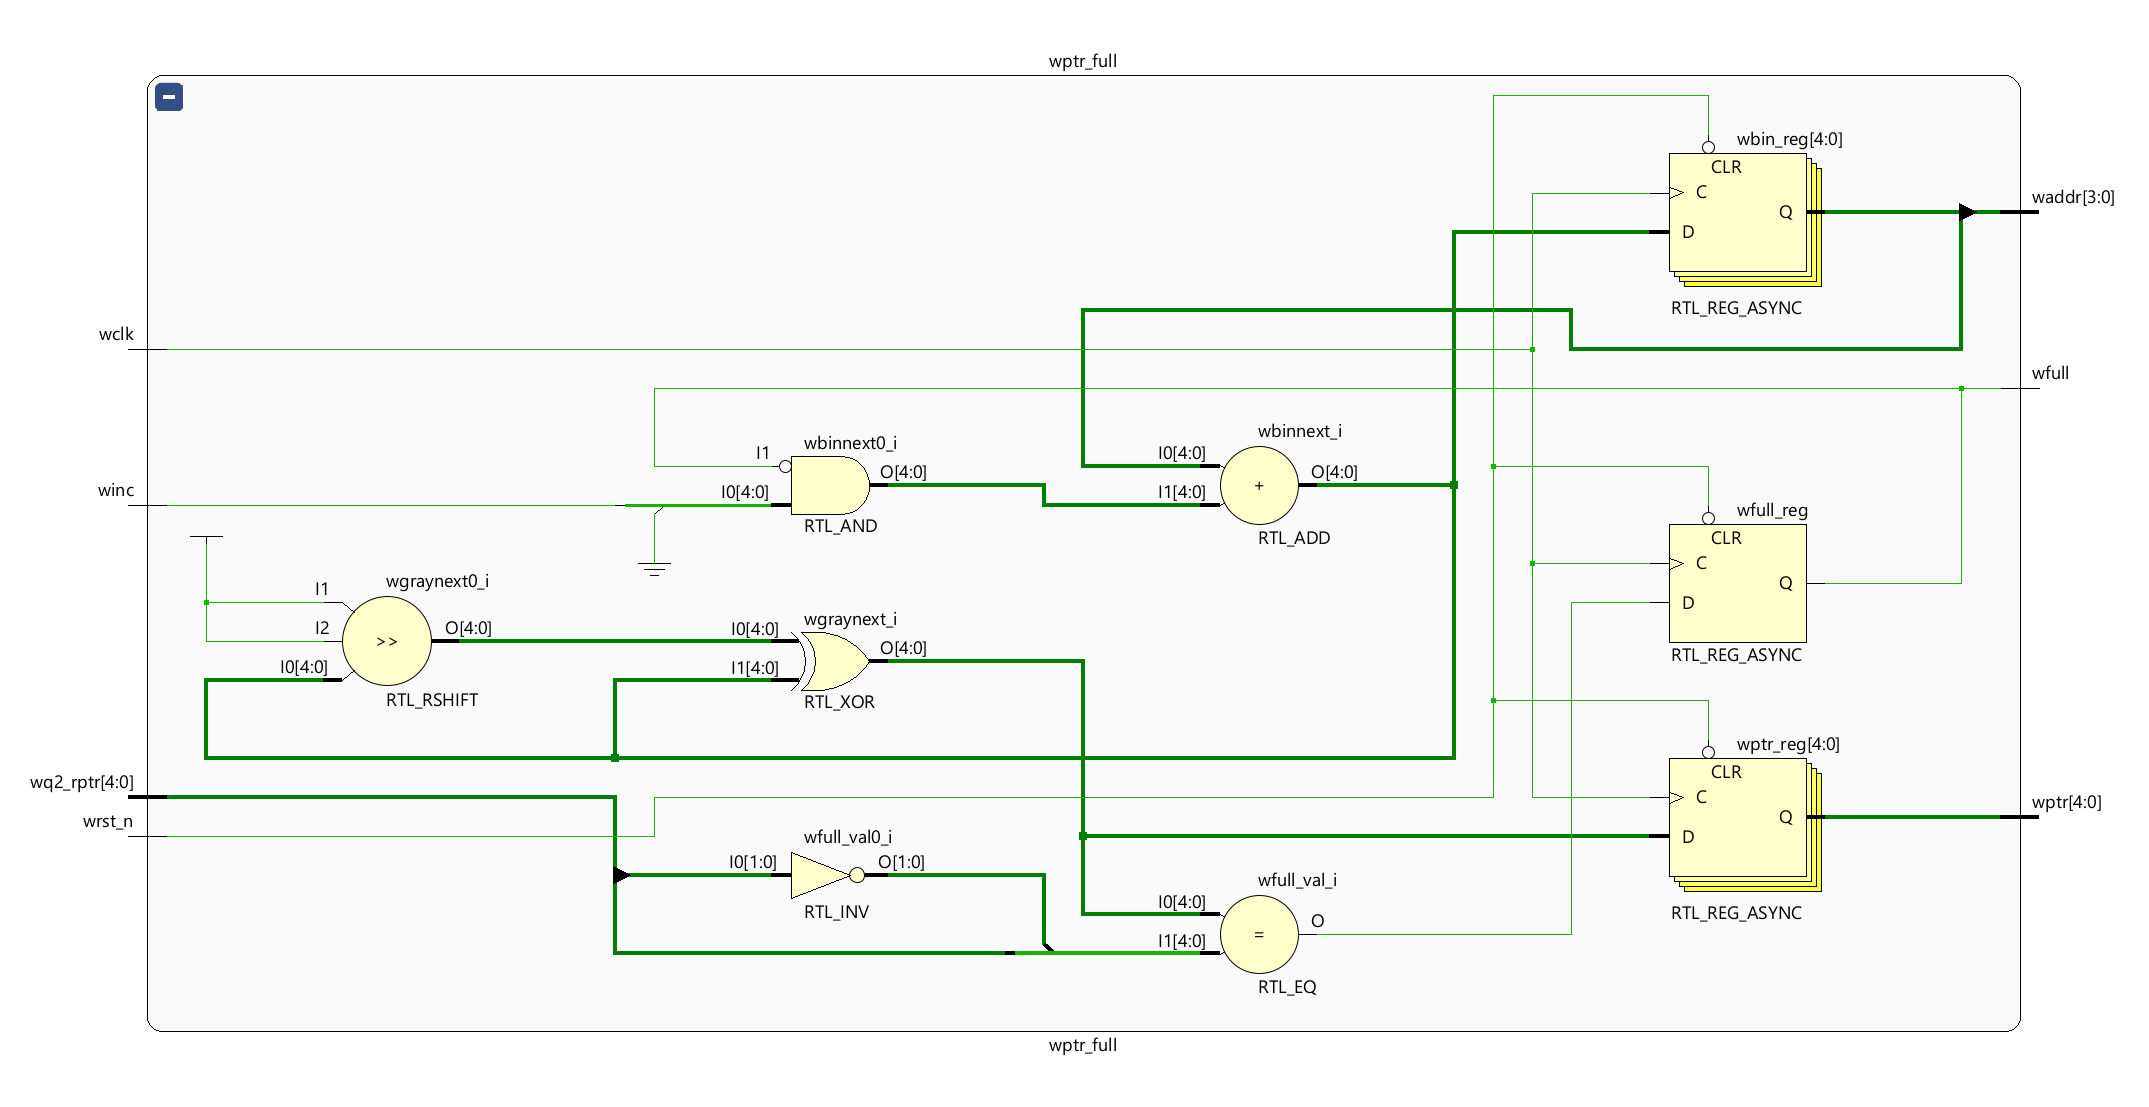 wptr_full
wbin_reg[4:0]
CLR
C
Q
D
RTL_REG_ASYNC
waddr[3:0]
wclk
wfull
wbinnext0_i
I1
I0[4:0]
O[4:0]
RTL_AND
wbinnext_i
I0[4:0]
I1[4:0]
+
O[4:0]
RTL_ADD
winc
wfull_reg
CLR
C
Q
D
RTL_REG_ASYNC
wgraynext0_i
I1
I2
I0[4:0]
>>
O[4:0]
RTL_RSHIFT
wgraynext_i
I0[4:0]
I1[4:0]
O[4:0]
RTL_XOR
wptr_reg[4:0]
CLR
C
Q
D
RTL_REG_ASYNC
wptr[4:0]
wq2_rptr[4:0]
wrst_n
wfull_val0_i
I0[1:0]
O[1:0]
RTL_INV
wfull_val_i
I0[4:0]
I1[4:0]
=
O
RTL_EQ
wptr_full